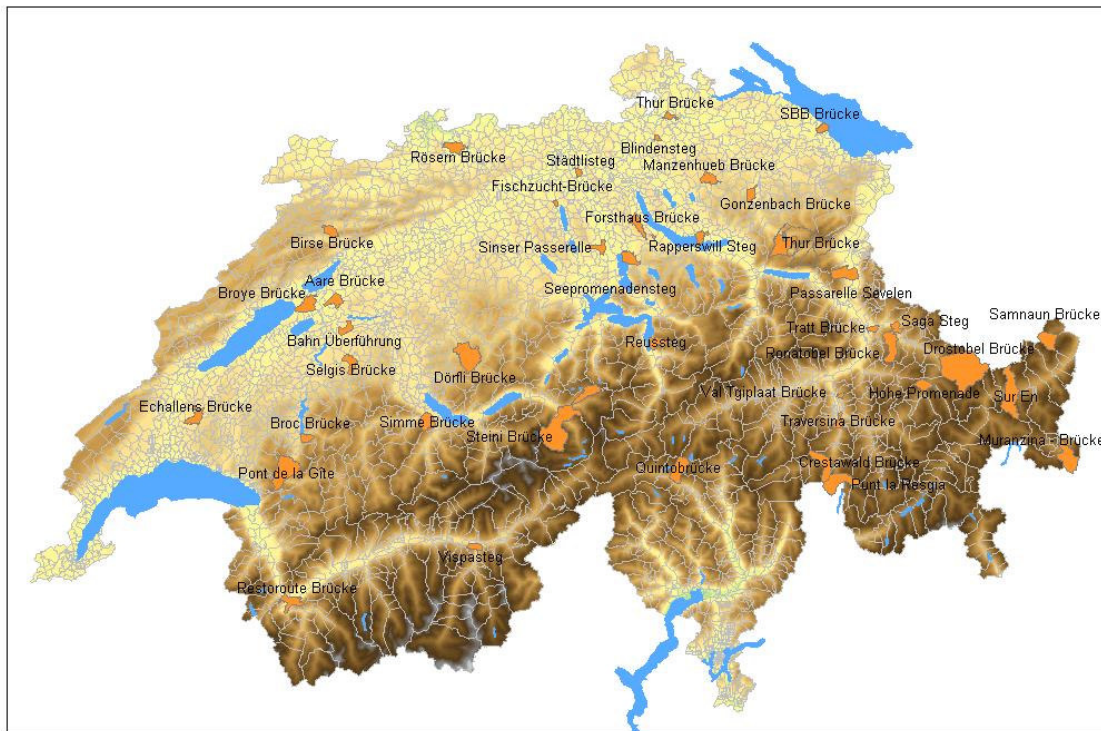 Thur Brücke
SBB Brücke
Blindensteg
Rösern Brücke
Städtlisteg
Manzenhueb Brücke
Fischzucht-Brücke
Gonzenbach Brücke
Forsthaus Brücke
Birse Brücke
Sinser Passerelle
Rapperswill Steg
Thur Brücke
Aare Brücke
Broye Brücke
Seepromenadensteg
Passarelle Sevelen
Samnaun Brücke
Saga Steg
Tratt Brücke
Bahn Überführung
Reussteg
Ronatobel Brücke
Drostobel Brücke
Selgis Brücke
Dörfli Brücke
Val Tgiplaat Brücke
Hohe Promenade
Sur En
Echallens Brücke
Broc Brücke
Simme Brücke
Traversina Brücke
Steini Brücke
Muranzina - Brücke
Pont de la Gîte
Quintobrücke
Crestawald Brücke
Punt la Resgia
Vispasteg
Restoroute Brücke